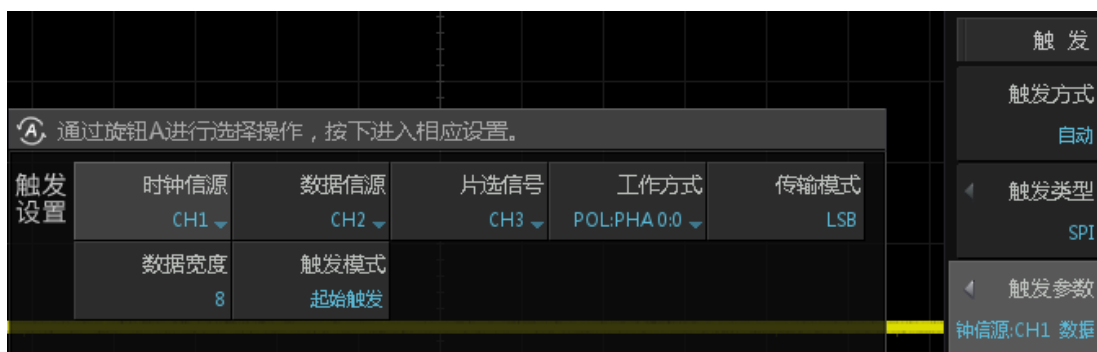 触 发
触发方式
自动
A 通过旋钮A进行选择操作，按下进入相应设置。
触发设置
时钟信源 数据信源 片选信号 工作方式 传输模式
CH1 CH2 CH3 POL:PHA 0:0 LSB
数据宽度 触发模式
8 起始触发
触发类型
SPI
触发参数
钟信源:CH1 数据